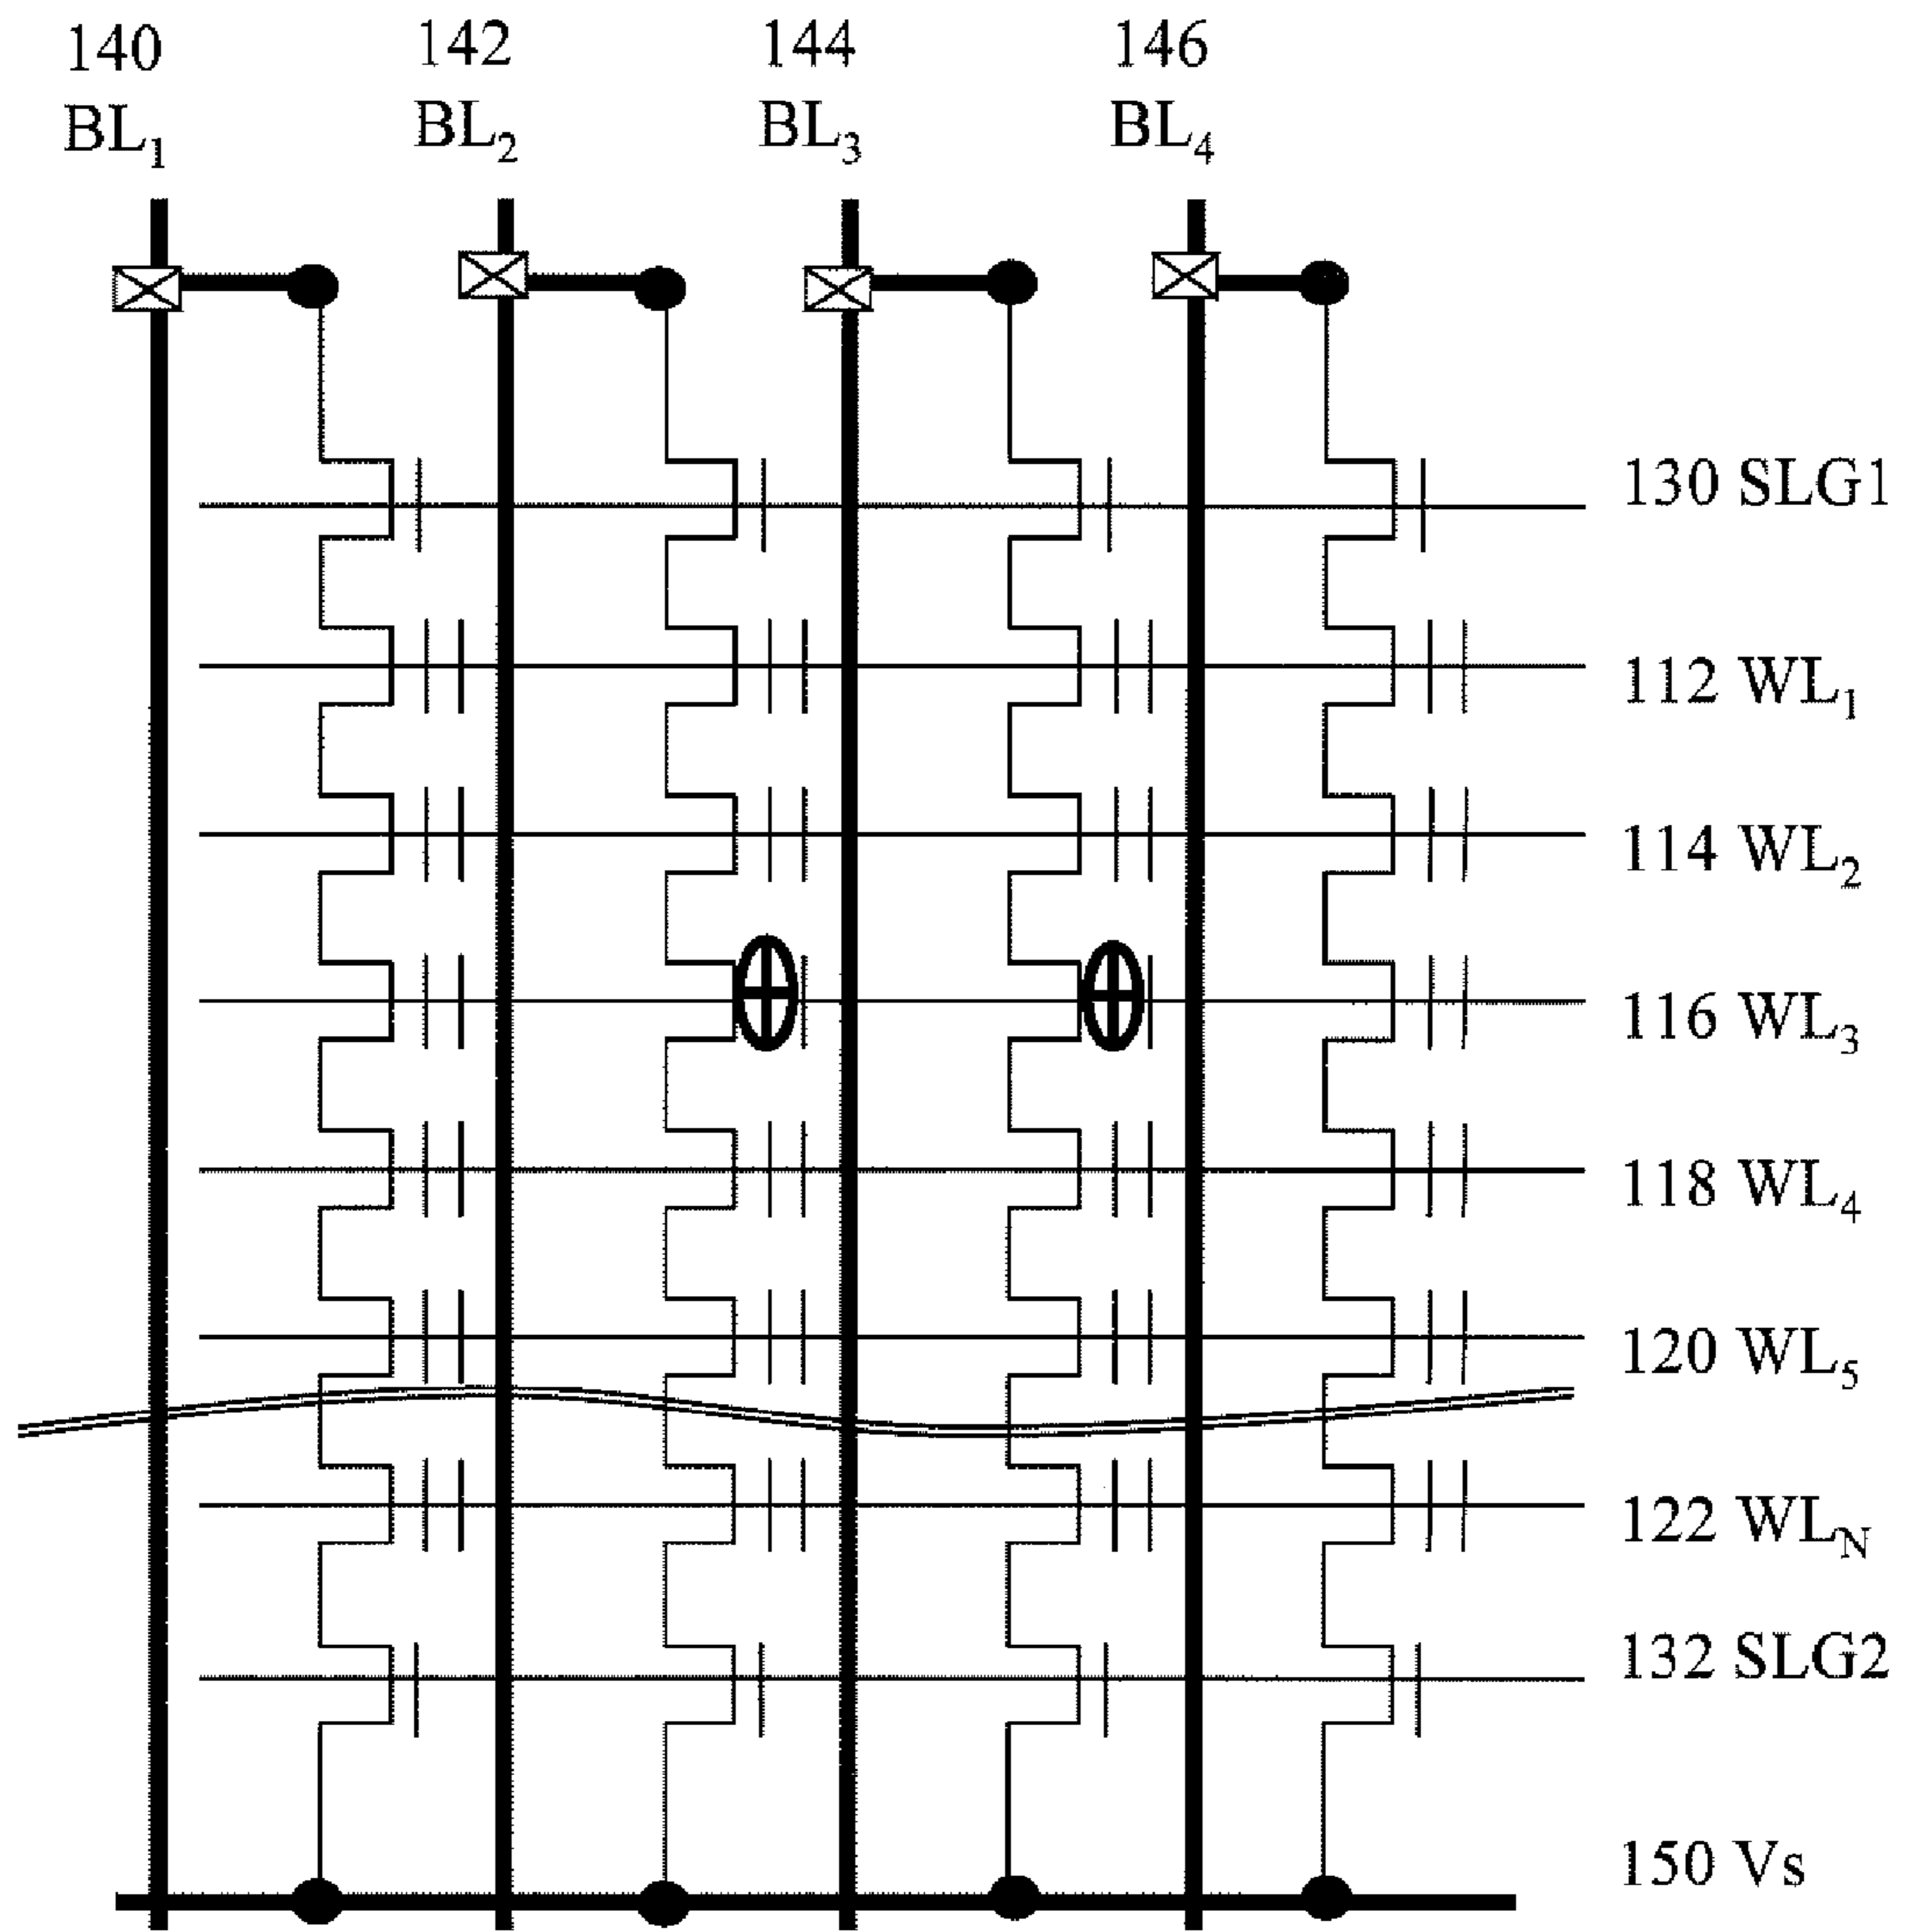 140 142 144 146
BL₁ BL₂ BL₃ BL₄
130 SLG1
112 WL₁
114 WL₂
116 WL₃
118 WL₄
120 WL₅
122 WL_N
132 SLG2
150 Vs